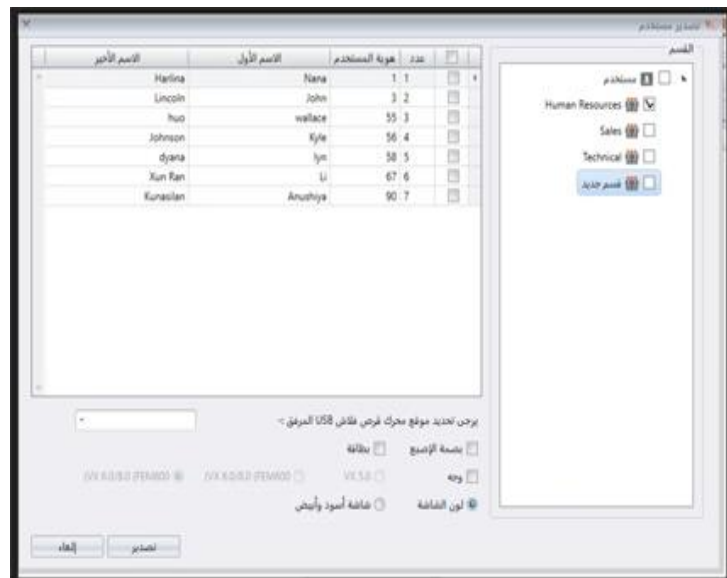 تصدير مستخدم
القسم
مستخدم
Human Resources
Sales
Technical
قسم جديد
عدد هوية المستخدم الاسم الأول الاسم الأخير
1 1 Nana Harlina
2 3 John Lincoln
3 55 wallace huo
4 56 Kyle Johnson
5 58 lyn dyana
6 67 Li Xun Ran
7 90 Anushiya Kunasilan
يرجى تحديد موقع محرك قرص فلاش USB المرفق >
بصمة الإصبع بطاقة
وجه VX 5.0
لون الشاشة شاشة أسود وأبيض
تصدير إلغاء